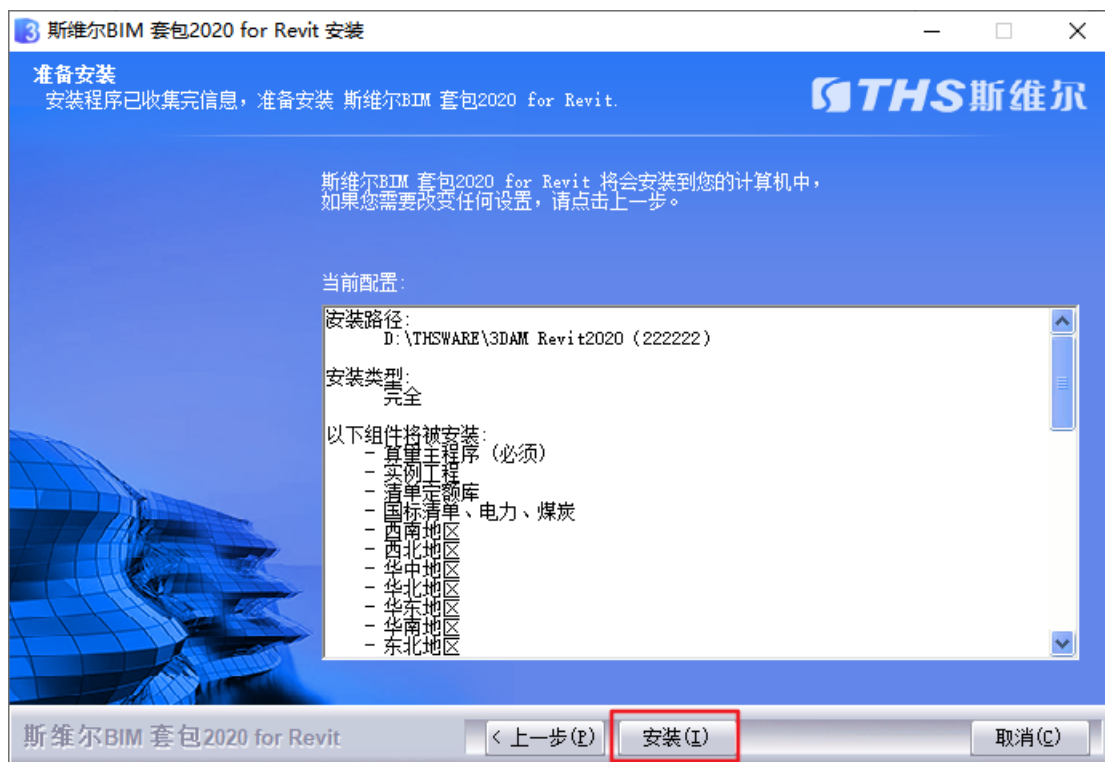 斯维尔BIM 套包2020 for Revit 安装
准备安装
安装程序已收集完信息，准备安装 斯维尔BIM 套包2020 for Revit.
THS斯维尔
斯维尔BIM 套包2020 for Revit 将会安装到您的计算机中，
如果您需要改变任何设置，请点击上一步。
当前配置:
安装路径:
D:\THSWARE\3DAM Revit2020 (222222)
安装类型:
完全
以下组件将被安装:
- 算量主程序 (必须)
- 实例工程
- 清单定额库
- 国标清单、电力、煤炭
- 西南地区
- 西北地区
- 华中地区
- 华北地区
- 华东地区
- 华南地区
- 东北地区
斯维尔BIM 套包2020 for Revit
< 上一步(P)
安装(I)
取消(C)